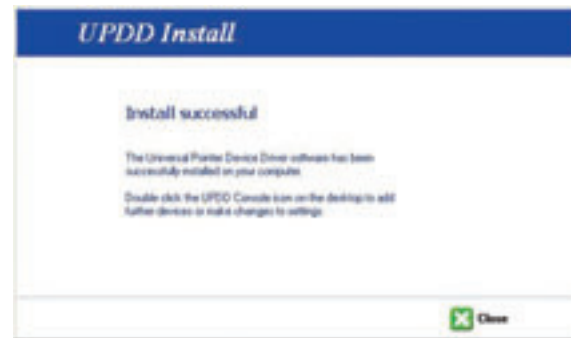 UPDD Install
Install successful
The Universal Pointer Device Driver software has been
successfully installed on your computer.
Double click the UPDD Console icon on the desktop to add
further devices or make changes to settings.
Close